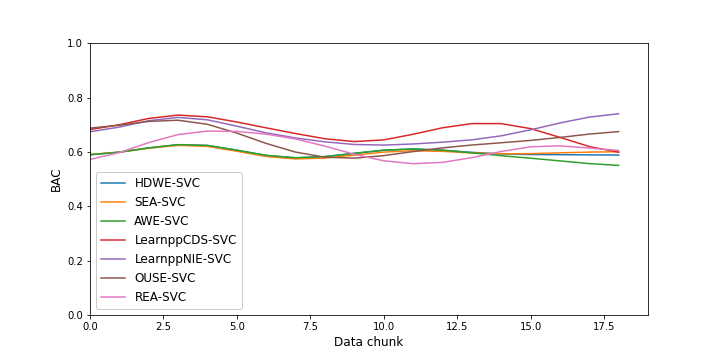 1.0
0.8
0.6
0.4
0.2
0.0
BAC
HDWE-SVC
SEA-SVC
AWE-SVC
LearnppCDS-SVC
LearnppNIE-SVC
OUSE-SVC
REA-SVC
0.0 2.5 5.0 7.5 10.0 12.5 15.0 17.5
Data chunk